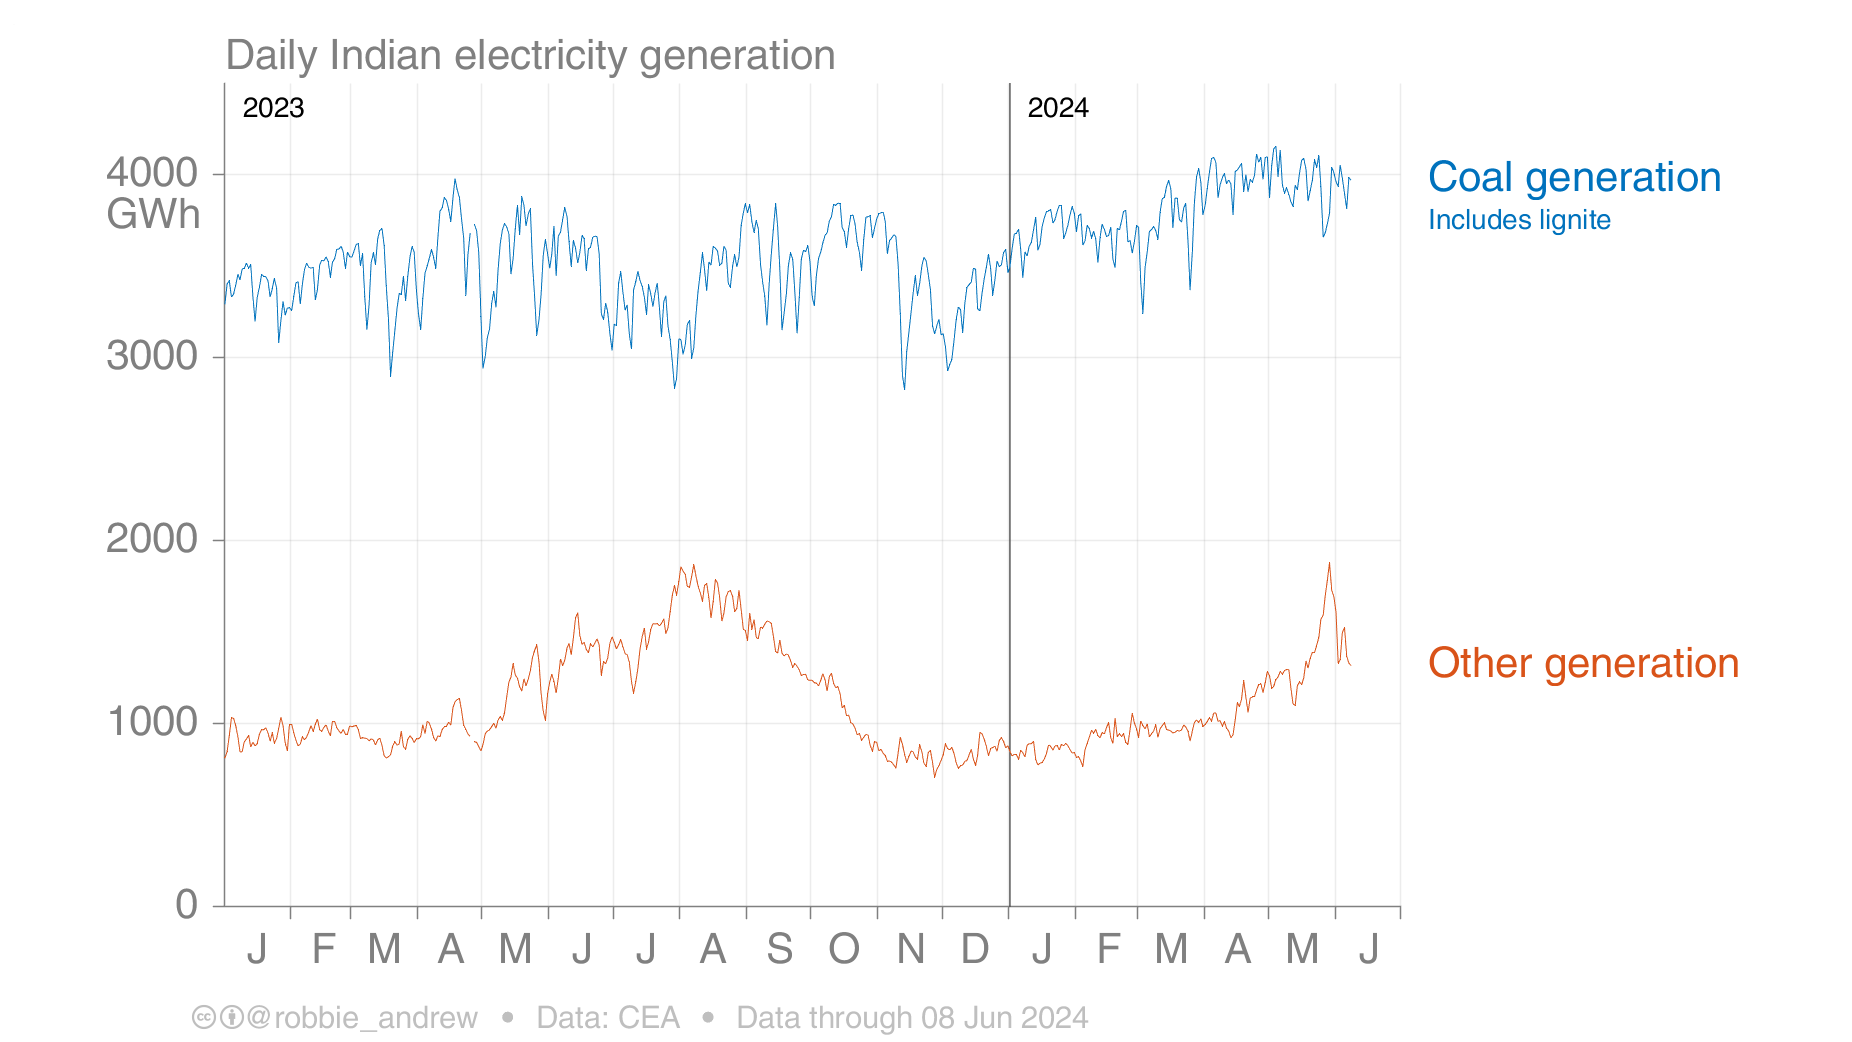 Daily Indian electricity generation
2023
2024
4000
GWh
3000
2000
1000
0
Coal generation
Includes lignite
Other generation
J F M A M J J A S O N D J F M A M J
@robbie_andrew • Data: CEA • Data through 08 Jun 2024